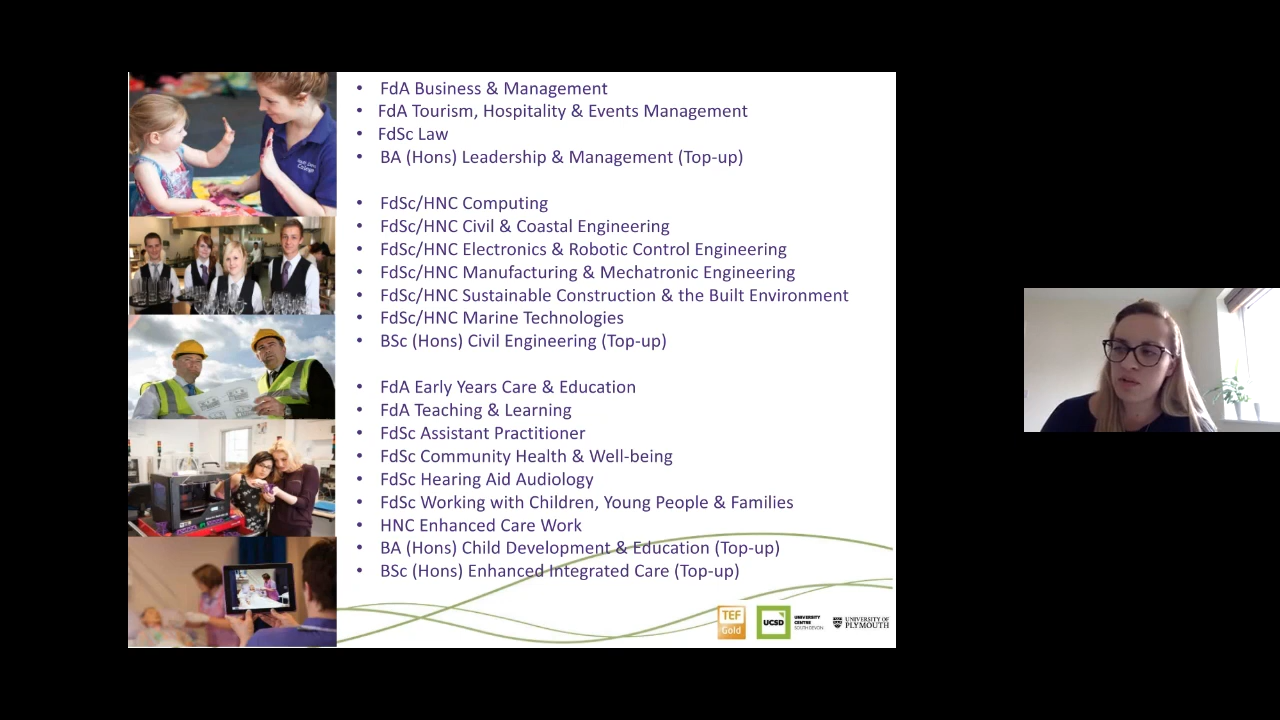 • FdA Business & Management
• FdA Tourism, Hospitality & Events Management
• FdSc Law
• BA (Hons) Leadership & Management (Top-up)
• FdSc/HNC Computing
• FdSc/HNC Civil & Coastal Engineering
• FdSc/HNC Electronics & Robotic Control Engineering
• FdSc/HNC Manufacturing & Mechatronic Engineering
• FdSc/HNC Sustainable Construction & the Built Environment
• FdSc/HNC Marine Technologies
• BSc (Hons) Civil Engineering (Top-up)
• FdA Early Years Care & Education
• FdA Teaching & Learning
• FdSc Assistant Practitioner
• FdSc Community Health & Well-being
• FdSc Hearing Aid Audiology
• FdSc Working with Children, Young People & Families
• HNC Enhanced Care Work
• BA (Hons) Child Development & Education (Top-up)
• BSc (Hons) Enhanced Integrated Care (Top-up)
TEF
Gold
UCSD
UNIVERSITY
CENTRE
SOUTH DEVON
UNIVERSITY OF
PLYMOUTH